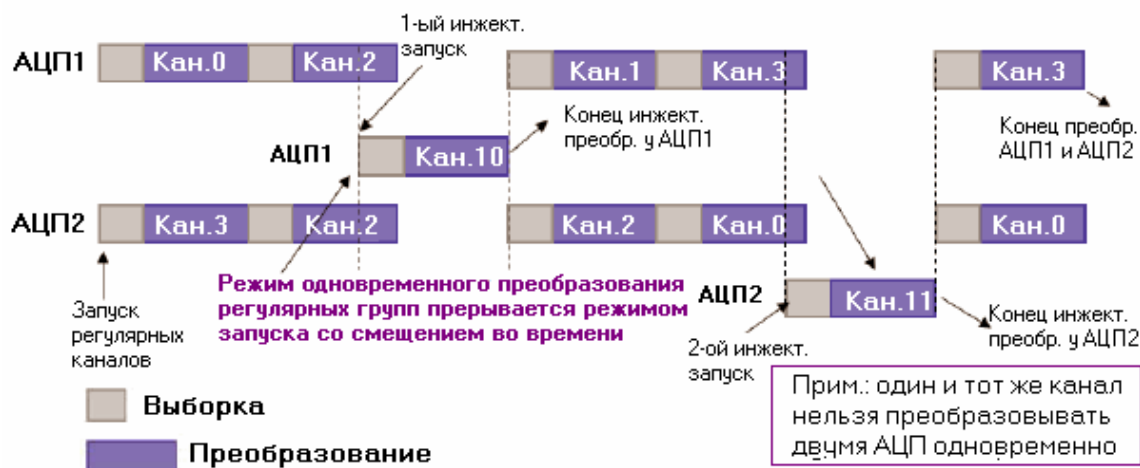 1-ый инжект.
запуск
АЦП1
Кан.0
Кан.2
Кан.1
Кан.3
Кан.3
АЦП1
Кан.10
Конец инжект.
преобр. у АЦП1
Конец преобр.
АЦП1 и АЦП2
АЦП2
Кан.3
Кан.2
Кан.2
Кан.0
Кан.0
Запуск
регулярных
каналов
Режим одновременного преобразования
регулярных групп прерывается режимом
запуска со смещением во времени
АЦП2
Кан.11
2-ой инжект.
запуск
Конец инжект.
преобр. у АЦП2
Выборка
Преобразование
Прим.: один и тот же канал
нельзя преобразовывать
двумя АЦП одновременно